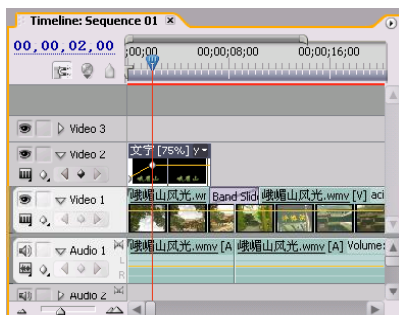 Timeline: Sequence 01
00,00,02,00
;00;00 00;00;08;00 00;00;16;00
Video 3
Video 2
文字 [75%] y
Video 1
峨嵋山风光.wr Band Slid 峨嵋山风光.wmv [V] aci
Audio 1
峨嵋山风光.wmv [A 峨嵋山风光.wmv [A] Volume:
L
R
Audio 2